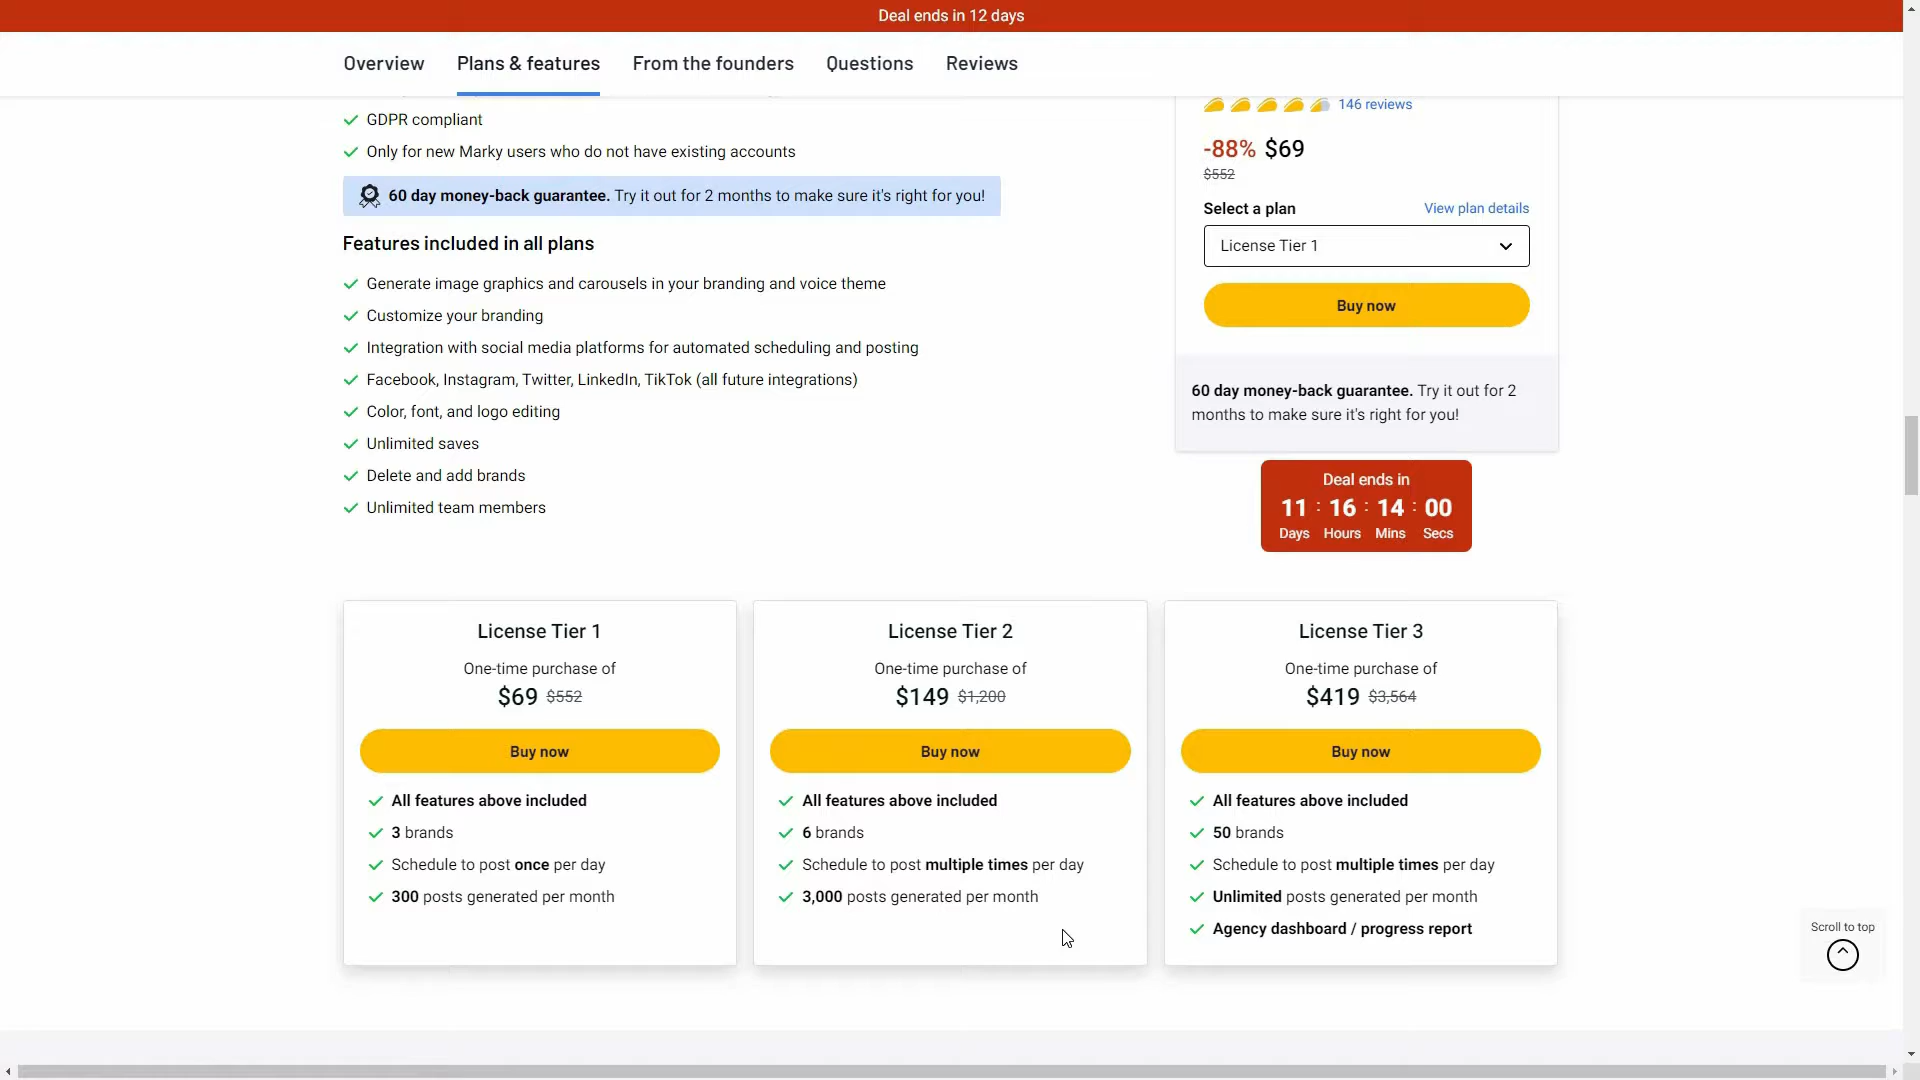 Deal ends in 12 days
Overview
Plans & features
From the founders
Questions
Reviews
GDPR compliant
Only for new Marky users who do not have existing accounts
60 day money-back guarantee. Try it out for 2 months to make sure it's right for you!
Features included in all plans
Generate image graphics and carousels in your branding and voice theme
Customize your branding
Integration with social media platforms for automated scheduling and posting
Facebook, Instagram, Twitter, LinkedIn, TikTok (all future integrations)
Color, font, and logo editing
Unlimited saves
Delete and add brands
Unlimited team members
146 reviews
-88% $69
$552
Select a plan
View plan details
License Tier 1
Buy now
60 day money-back guarantee. Try it out for 2
months to make sure it's right for you!
Deal ends in
11 : 16 : 14 : 00
Days Hours Mins Secs
License Tier 1
One-time purchase of
$69 $552
Buy now
All features above included
3 brands
Schedule to post once per day
300 posts generated per month
License Tier 2
One-time purchase of
$149 $1,200
Buy now
All features above included
6 brands
Schedule to post multiple times per day
3,000 posts generated per month
License Tier 3
One-time purchase of
$419 $3,564
Buy now
All features above included
50 brands
Schedule to post multiple times per day
Unlimited posts generated per month
Agency dashboard / progress report
Scroll to top